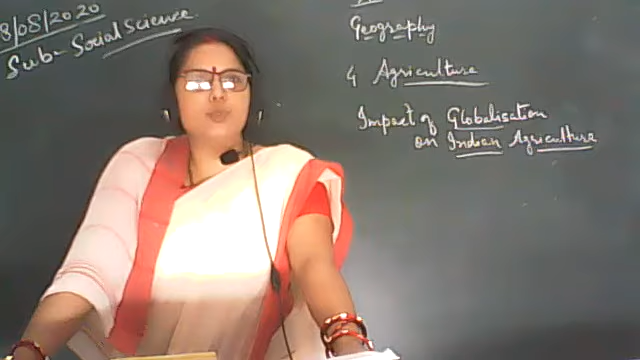 8/08/2020
Sub- Social Science
Geography
4 Agriculture
Impact of Globalisation
on Indian Agriculture